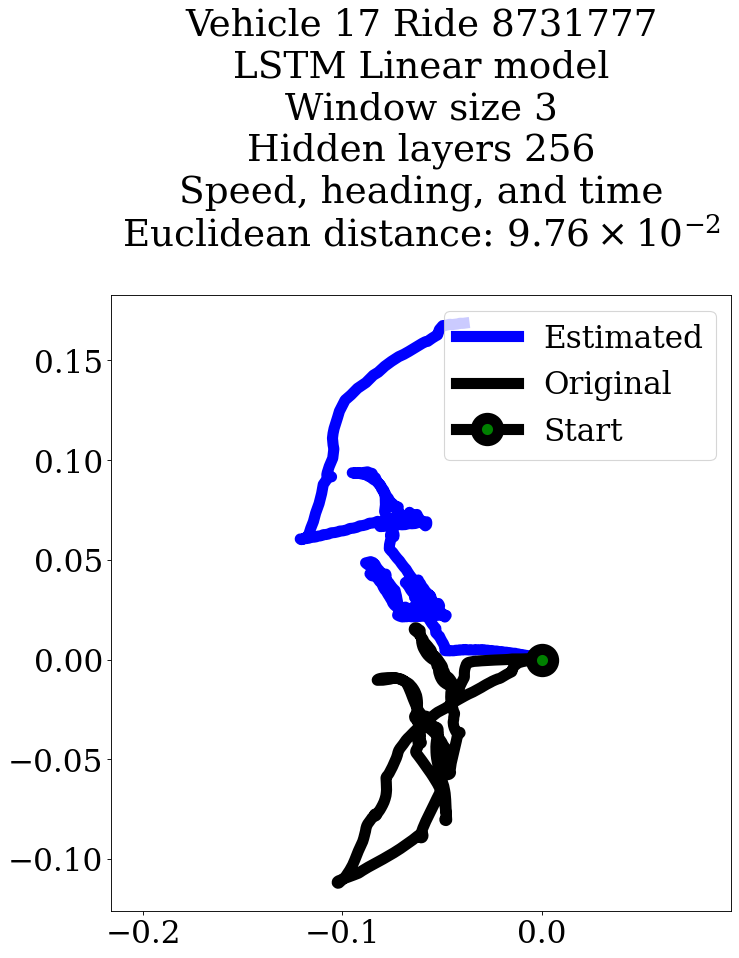 Vehicle 17 Ride 8731777
LSTM Linear model
Window size 3
Hidden layers 256
Speed, heading, and time
Euclidean distance: 9.76 × 10⁻²
Estimated
Original
Start
0.15
0.10
0.05
0.00
−0.05
−0.10
−0.2
−0.1
0.0